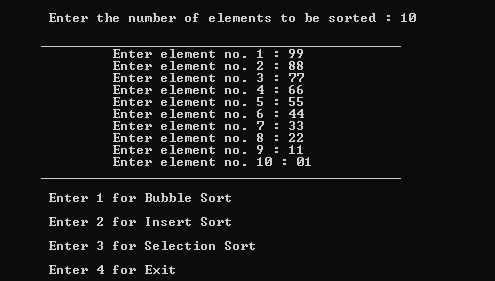 Enter the number of elements to be sorted : 10
Enter element no. 1 : 99
Enter element no. 2 : 88
Enter element no. 3 : 77
Enter element no. 4 : 66
Enter element no. 5 : 55
Enter element no. 6 : 44
Enter element no. 7 : 33
Enter element no. 8 : 22
Enter element no. 9 : 11
Enter element no. 10 : 01
Enter 1 for Bubble Sort
Enter 2 for Insert Sort
Enter 3 for Selection Sort
Enter 4 for Exit